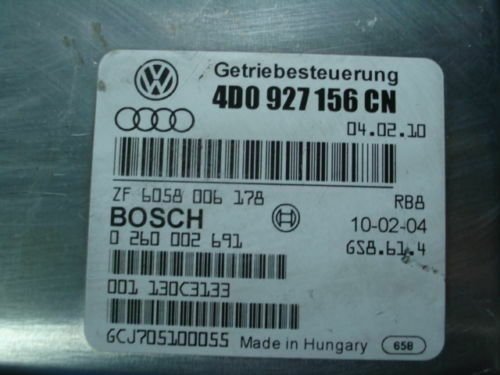 Getriebesteuerung
4D0 927 156 CN
04.02.10
ZF 6058 006 178 RB8
BOSCH 10-02-04
0 260 002 691 GS8.61.4
001 130C3133
GCJ705100055 Made in Hungary 658